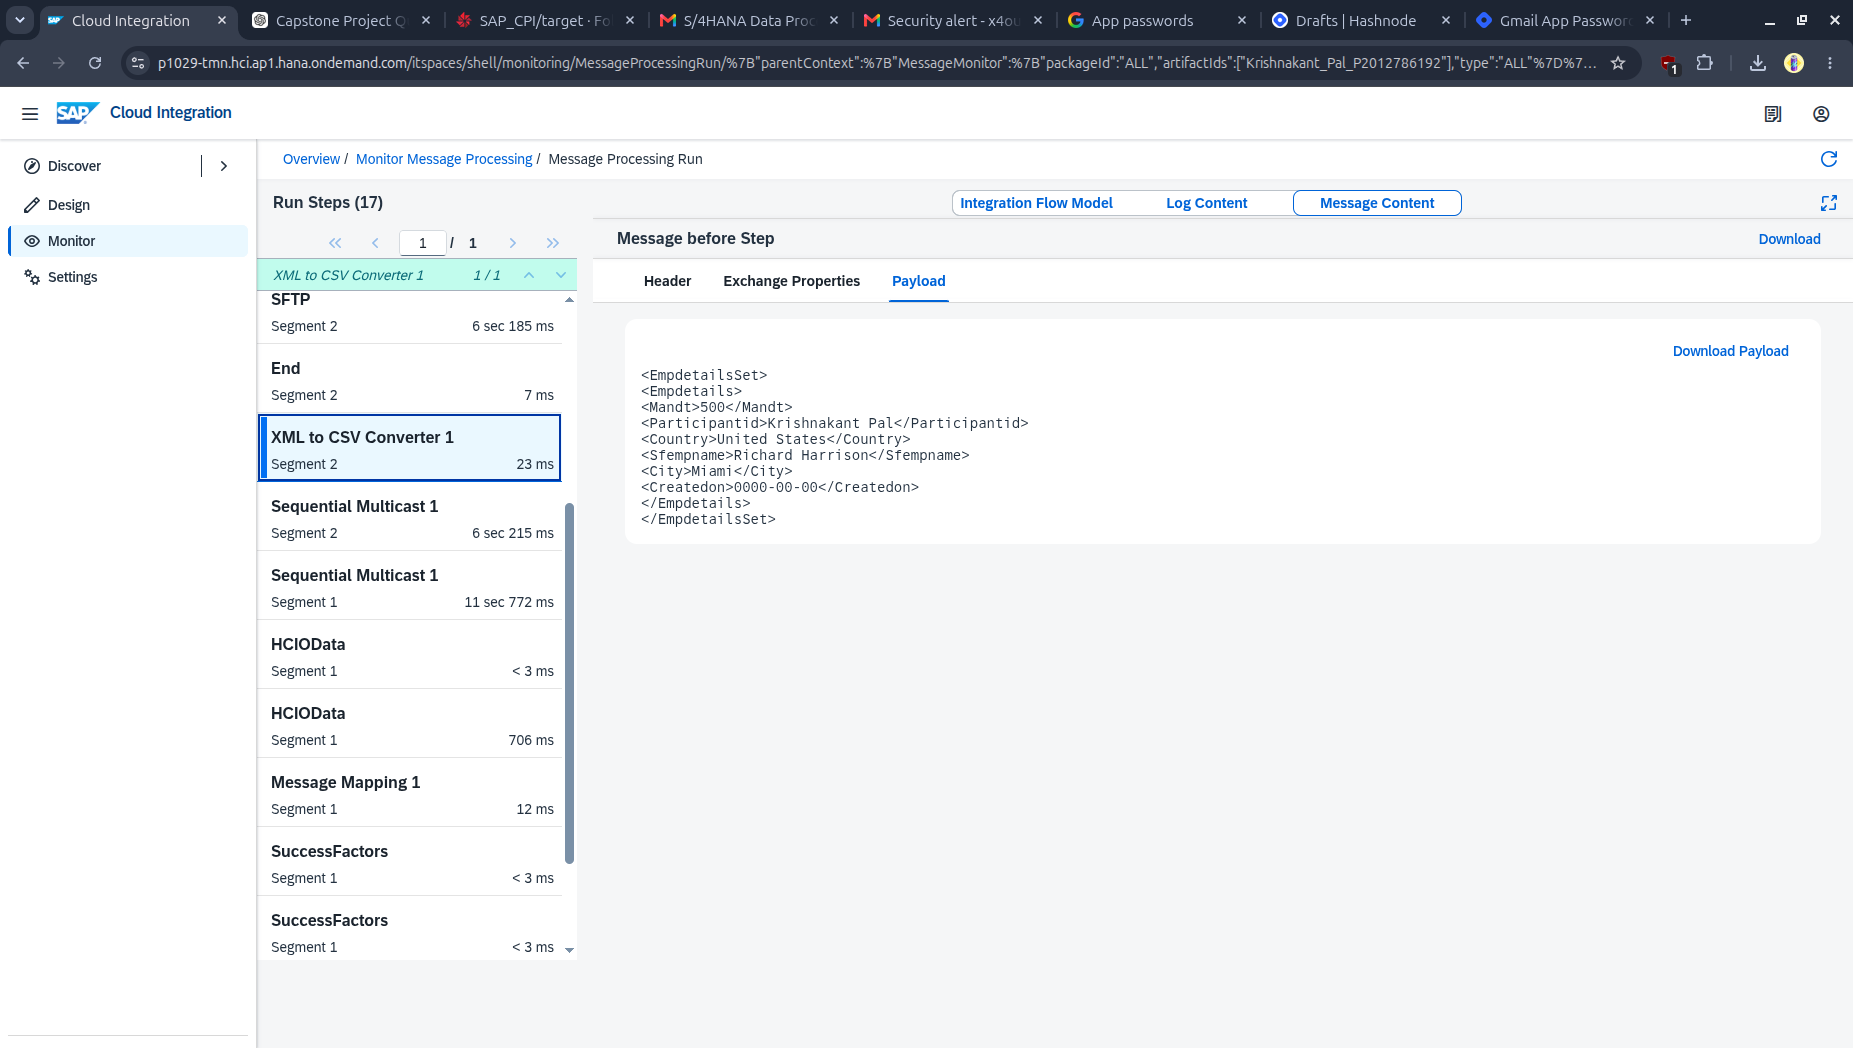 Cloud Integration
Capstone Project Q
SAP_CPI/target · Fol
S/4HANA Data Proc
Security alert - x4ou
App passwords
Drafts | Hashnode
Gmail App Password
p1029-tmn.hci.ap1.hana.ondemand.com/itspaces/shell/monitoring/MessageProcessingRun/%7B"parentContext":%7B"MessageMonitor":%7B"packageId":"ALL","artifactIds":["Krishnakant_Pal_P2012786192"],"type":"ALL"%7D%7...
1
SAP Cloud Integration
Discover
Design
Monitor
Settings
Overview / Monitor Message Processing / Message Processing Run
Run Steps (17)
1 / 1
XML to CSV Converter 1 1 / 1
SFTP
Segment 2 6 sec 185 ms
End
Segment 2 7 ms
XML to CSV Converter 1
Segment 2 23 ms
Sequential Multicast 1
Segment 2 6 sec 215 ms
Sequential Multicast 1
Segment 1 11 sec 772 ms
HCIOData
Segment 1 < 3 ms
HCIOData
Segment 1 706 ms
Message Mapping 1
Segment 1 12 ms
SuccessFactors
Segment 1 < 3 ms
SuccessFactors
Segment 1 < 3 ms
Integration Flow Model Log Content Message Content
Message before Step Download
Header Exchange Properties Payload
Download Payload
<EmpdetailsSet>
<Empdetails>
<Mandt>500</Mandt>
<Participantid>Krishnakant Pal</Participantid>
<Country>United States</Country>
<Sfempname>Richard Harrison</Sfempname>
<City>Miami</City>
<Createdon>0000-00-00</Createdon>
</Empdetails>
</EmpdetailsSet>